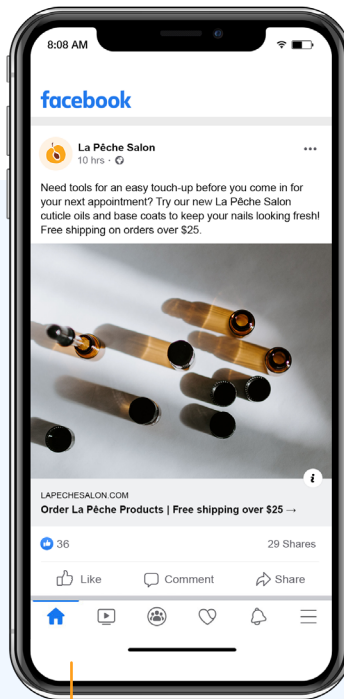 8:08 AM
facebook
La Pêche Salon
10 hrs ·
Need tools for an easy touch-up before you come in for
your next appointment? Try our new La Pêche Salon
cuticle oils and base coats to keep your nails looking fresh!
Free shipping on orders over $25.
i
LAPECHESALON.COM
Order La Pêche Products | Free shipping over $25 →
36 29 Shares
Like Comment Share